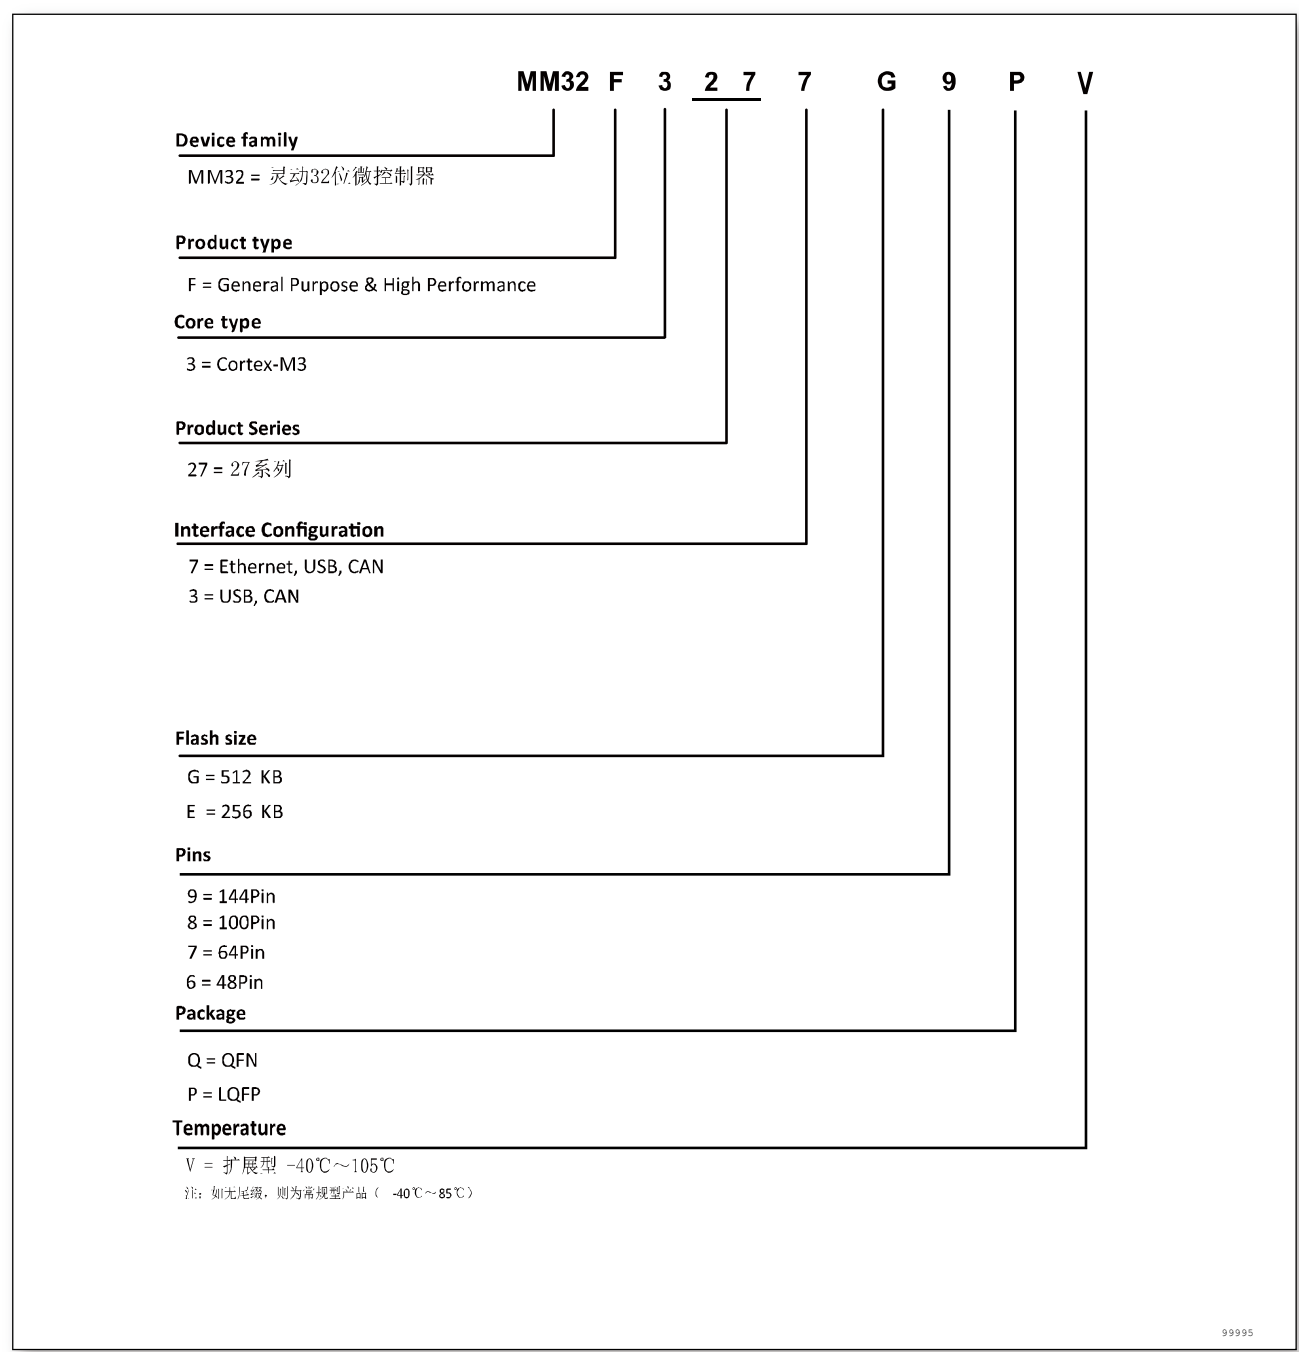 MM32 F 3 2 7 7 G 9 P V
Device family
MM32 = 灵动32位微控制器
Product type
F = General Purpose & High Performance
Core type
3 = Cortex-M3
Product Series
27 = 27系列
Interface Configuration
7 = Ethernet, USB, CAN
3 = USB, CAN
Flash size
G = 512 KB
E = 256 KB
Pins
9 = 144Pin
8 = 100Pin
7 = 64Pin
6 = 48Pin
Package
Q = QFN
P = LQFP
Temperature
V = 扩展型 -40℃～105℃
注：如无尾缀，则为常规型产品（ -40℃～85℃）
99995